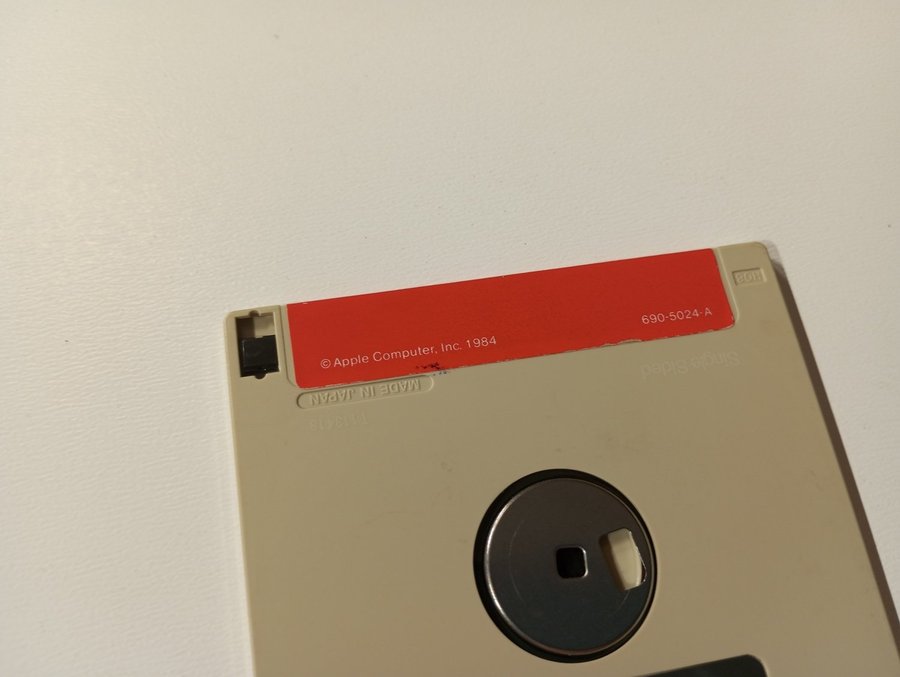 © Apple Computer, Inc. 1984
690-5024-A
MADE IN JAPAN
Single Sided